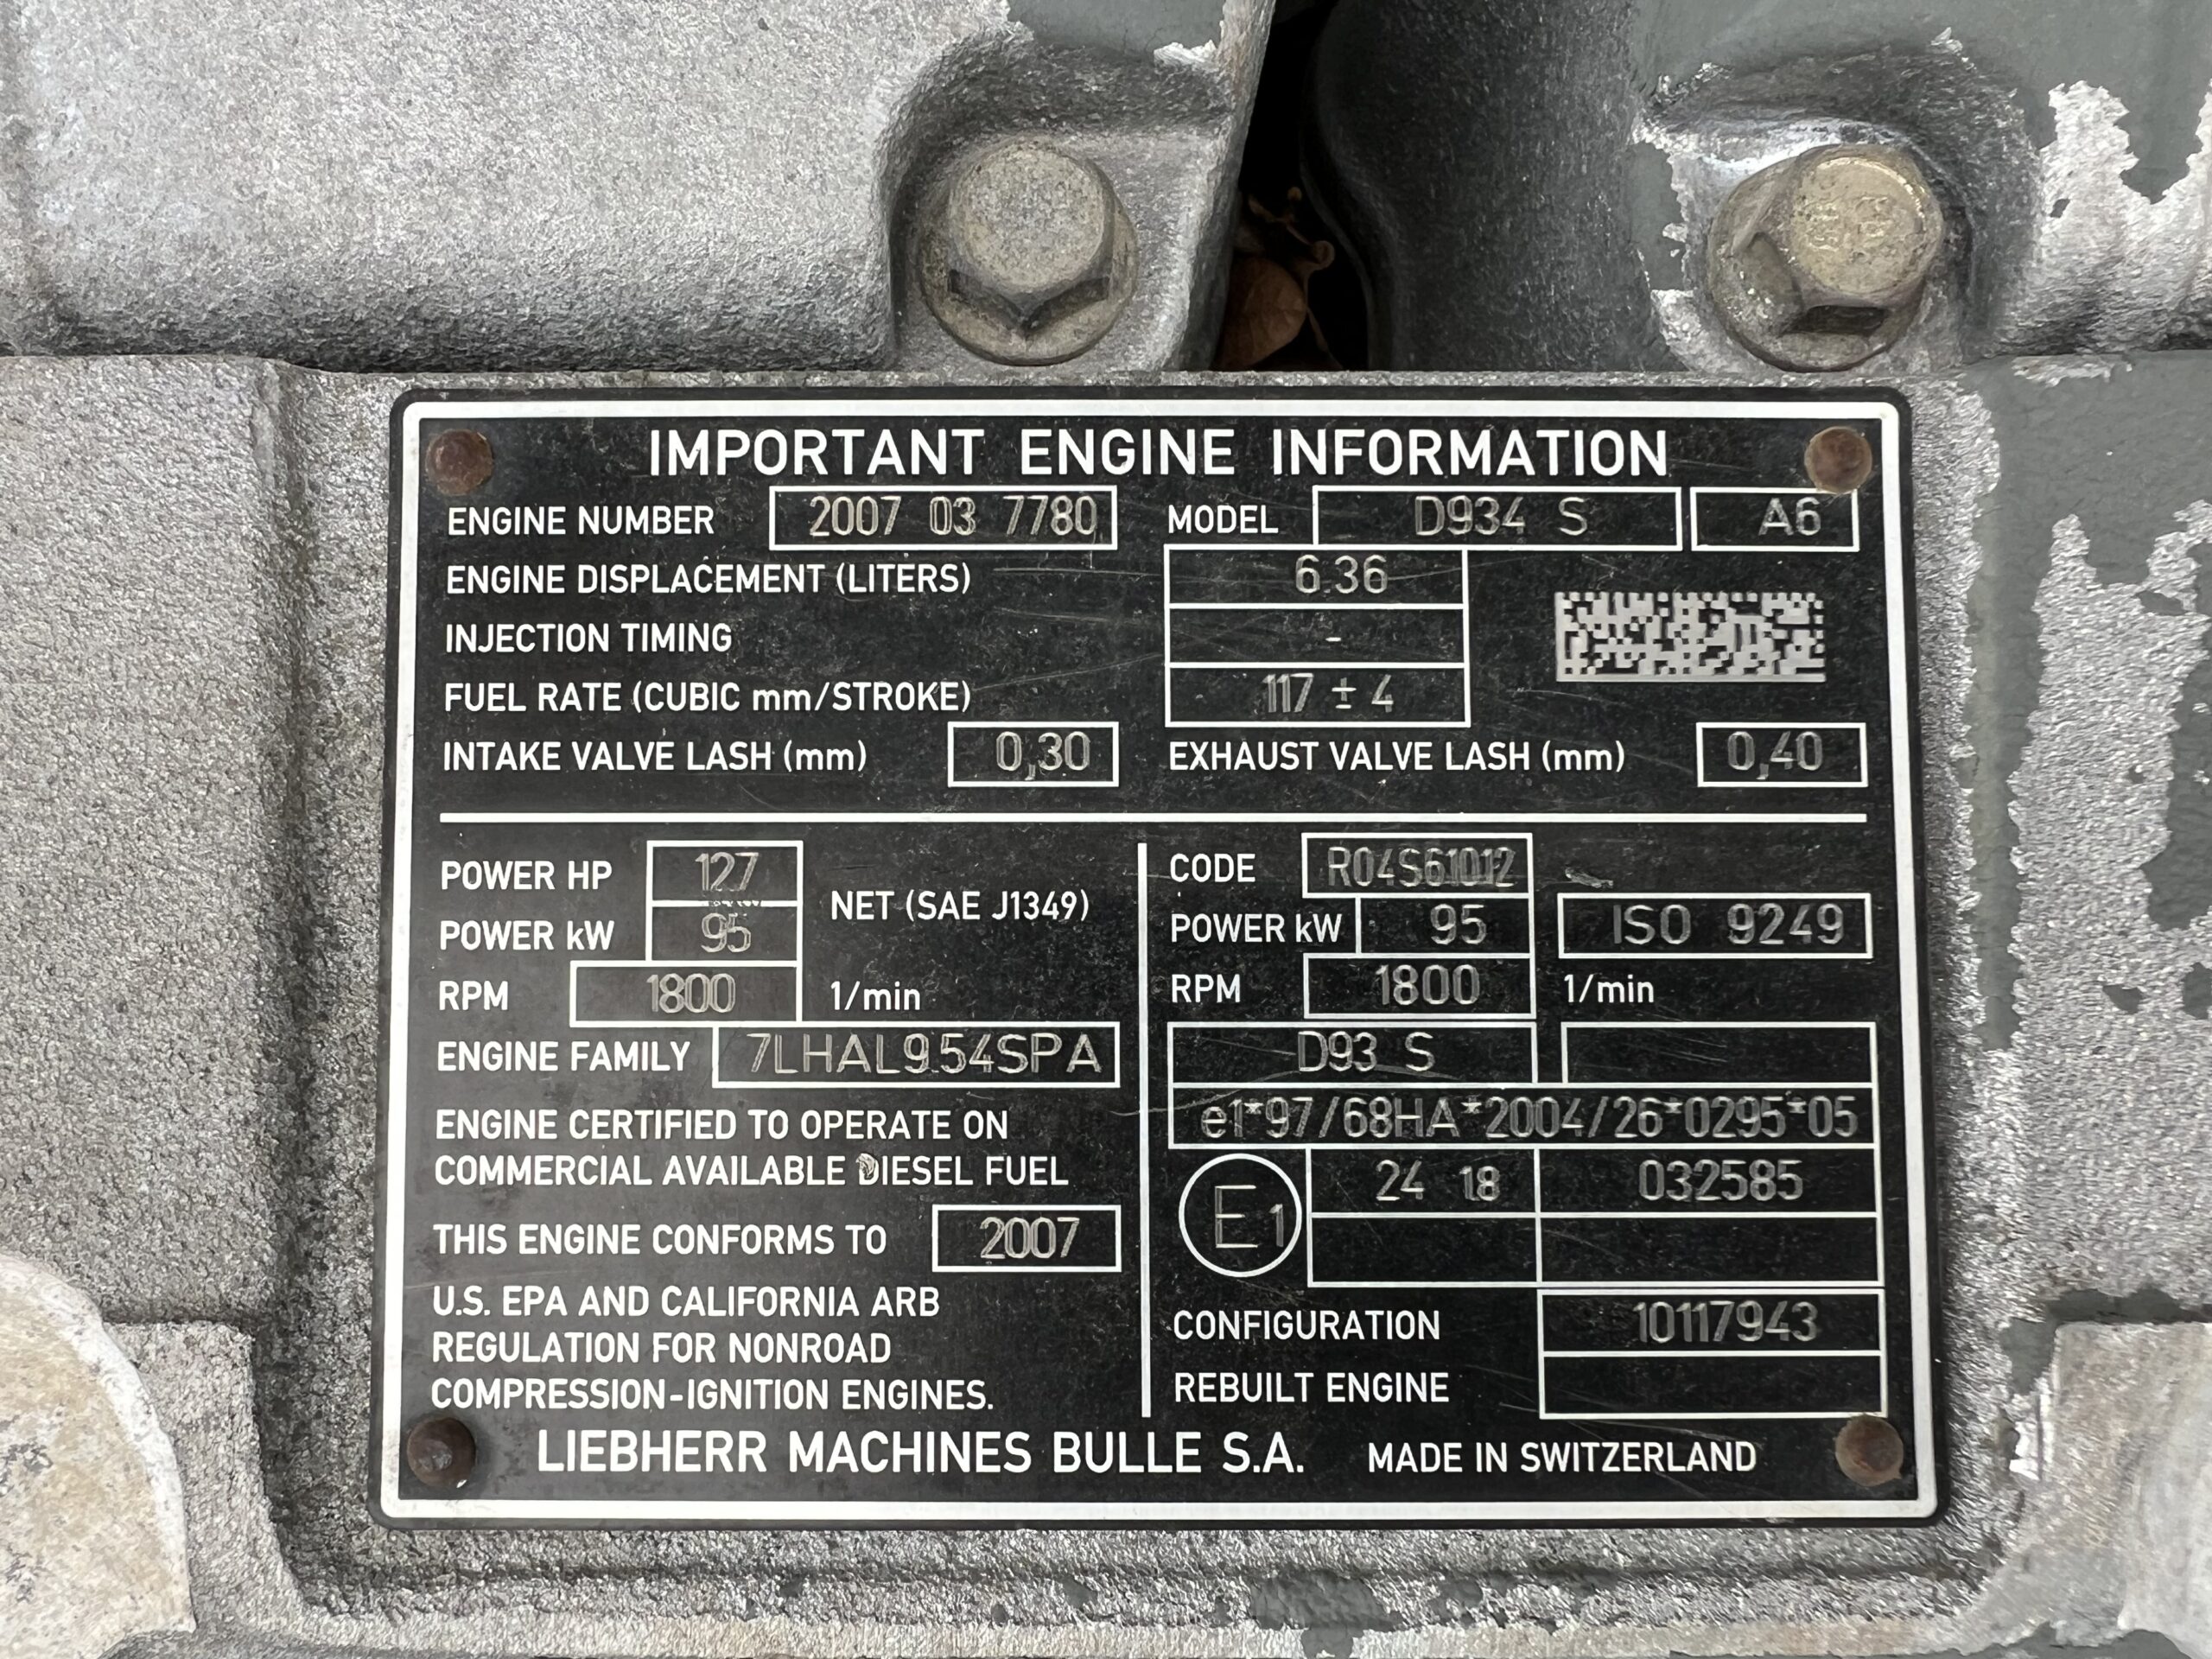 IMPORTANT ENGINE INFORMATION
ENGINE NUMBER 2007 03 7780 MODEL D934 S A6
ENGINE DISPLACEMENT (LITERS) 6.36
INJECTION TIMING -
FUEL RATE (CUBIC mm/STROKE) 117 ± 4
INTAKE VALVE LASH (mm) 0,30 EXHAUST VALVE LASH (mm) 0,40
POWER HP 127
POWER kW 95 NET (SAE J1349)
RPM 1800 1/min
ENGINE FAMILY 7LHAL9.54SPA
ENGINE CERTIFIED TO OPERATE ON
COMMERCIAL AVAILABLE DIESEL FUEL
THIS ENGINE CONFORMS TO 2007
U.S. EPA AND CALIFORNIA ARB
REGULATION FOR NONROAD
COMPRESSION-IGNITION ENGINES.
CODE R04S61012
POWER kW 95 ISO 9249
RPM 1800 1/min
D93 S
e1*97/68HA*2004/26*0295*05
E1 24 1.8 032585
CONFIGURATION 10117943
REBUILT ENGINE
LIEBHERR MACHINES BULLE S.A. MADE IN SWITZERLAND